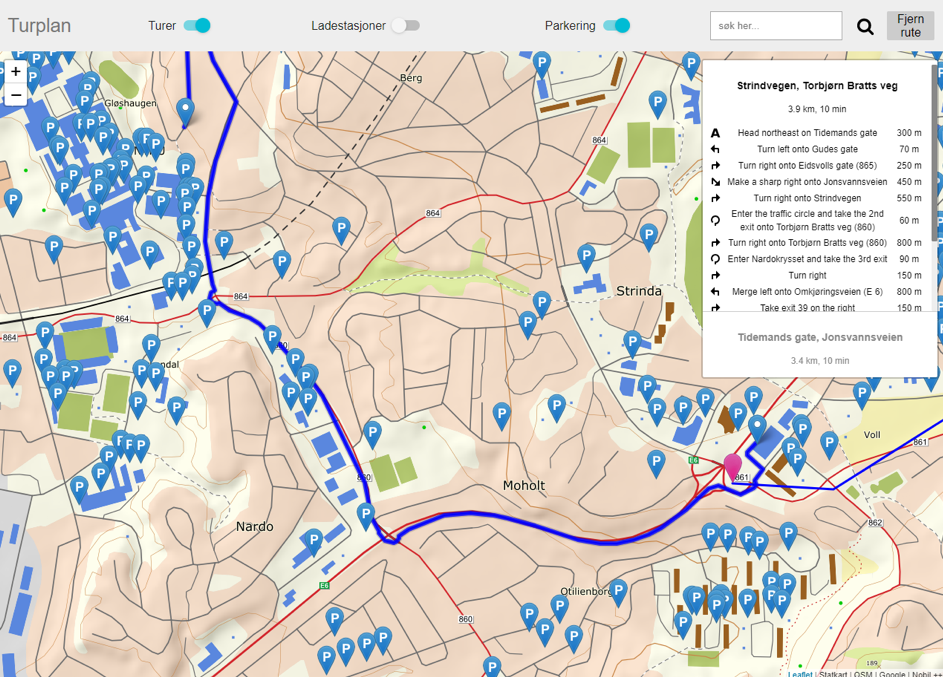 Turplan
Turer
Ladestasjoner
Parkering
søk her...
Fjern
rute
+
−
Strindvegen, Torbjørn Bratts veg
3.9 km, 10 min
Head northeast on Tidemands gate 300 m
Turn left onto Gudes gate 70 m
Turn right onto Eidsvolls gate (865) 250 m
Make a sharp right onto Jonsvannsveien 450 m
Turn right onto Strindvegen 550 m
Enter the traffic circle and take the 2nd
exit onto Torbjørn Bratts veg (860) 60 m
Turn right onto Torbjørn Bratts veg (860) 800 m
Enter Nardokrysset and take the 3rd exit 90 m
Turn right 150 m
Merge left onto Omkjøringsveien (E 6) 800 m
Take exit 39 on the right 150 m
Tidemands gate, Jonsvannsveien
3.4 km, 10 min
Berg
Gløshaugen
864
864
864
864
864
Strinda
860
Voll
861
E6
861
Moholt
862
Nardo
E6
Otilienborg
860
189
Leaflet | Statkart | OSM | Google | Nobil ++